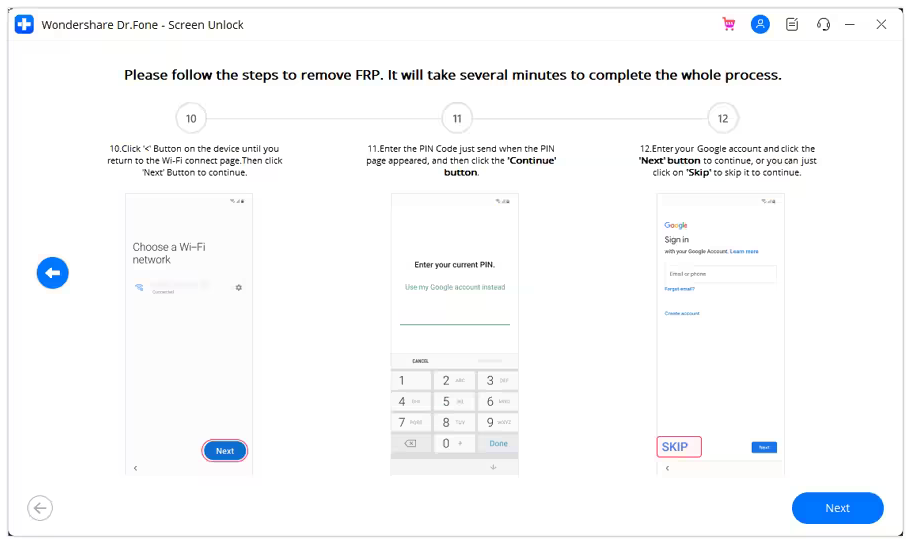 Wondershare Dr.Fone - Screen Unlock
Please follow the steps to remove FRP. It will take several minutes to complete the whole process.
10
11
12
10.Click '<' Button on the device until you
return to the Wi-Fi connect page.Then click
'Next' Button to continue.
11.Enter the PIN Code just send when the PIN
page appeared, and then click the 'Continue'
button.
12.Enter your Google account and click the
'Next' button to continue, or you can just
click on 'Skip' to skip it to continue.
Choose a Wi-Fi
network
Connected
Next
Enter your current PIN.
Use my Google account instead
CANCEL
1
2 ABC
3 DEF
4 GHI
5 JKL
6 MNO
7 PQRS
8 TUV
9 WXYZ
0 +
Done
Google
Sign in
with your Google Account. Learn more
Email or phone
Forgot email?
Create account
SKIP
Next
Next